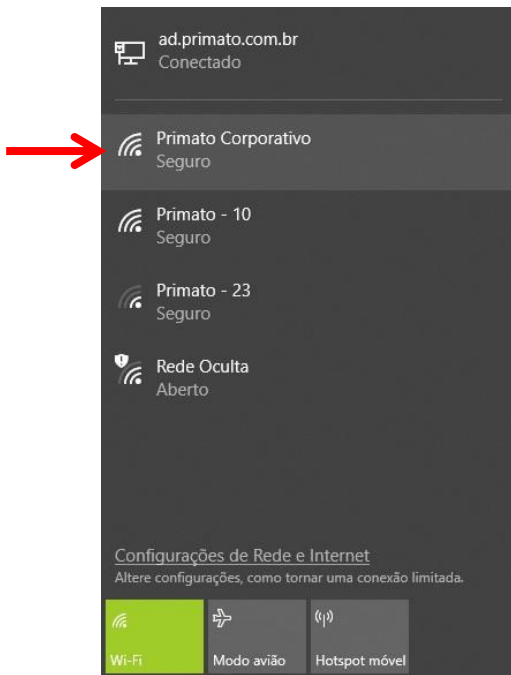 ad.primato.com.br
Conectado
Primato Corporativo
Seguro
Primato - 10
Seguro
Primato - 23
Seguro
Rede Oculta
Aberto
Configurações de Rede e Internet
Altere configurações, como tornar uma conexão limitada.
Wi-Fi
Modo avião
Hotspot móvel